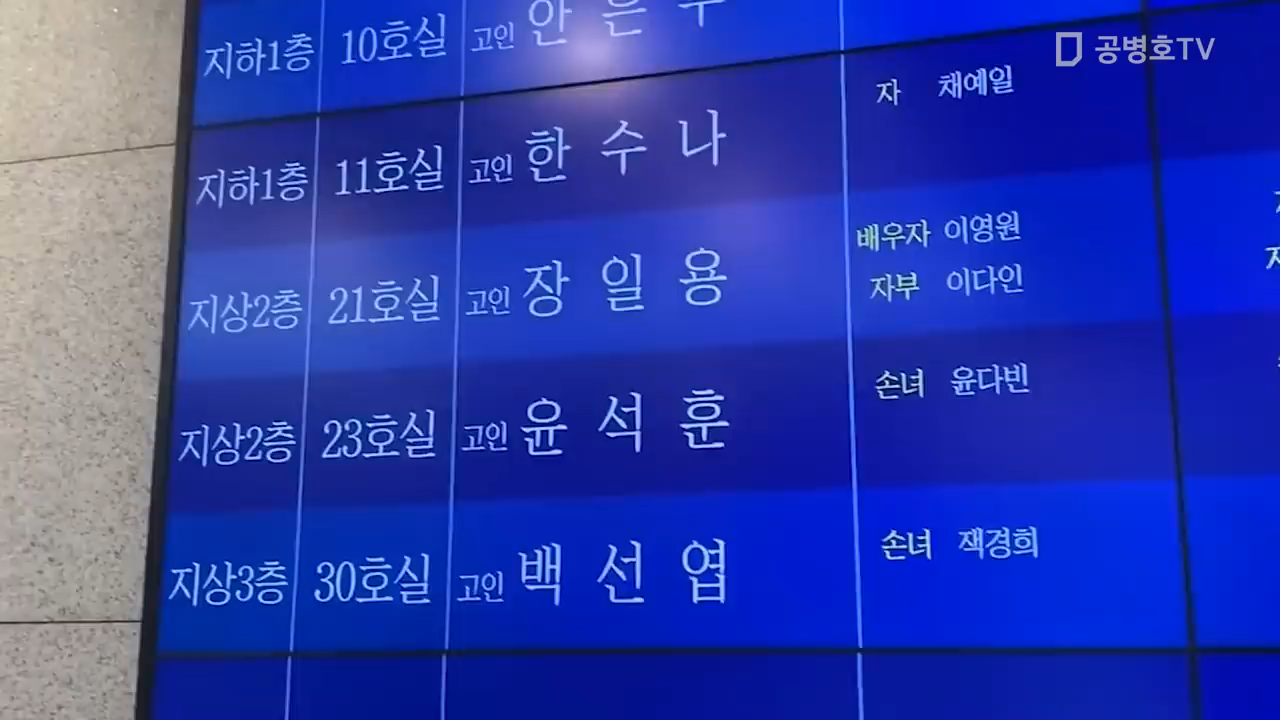 공병호TV
지하1층 10호실 고인 안은
자 채예일
지하1층 11호실 고인 한수나
배우자 이영원
지상2층 21호실 고인 장일용
자부 이다인
손녀 윤다빈
지상2층 23호실 고인 윤석훈
손녀 잭경희
지상3층 30호실 고인 백선엽